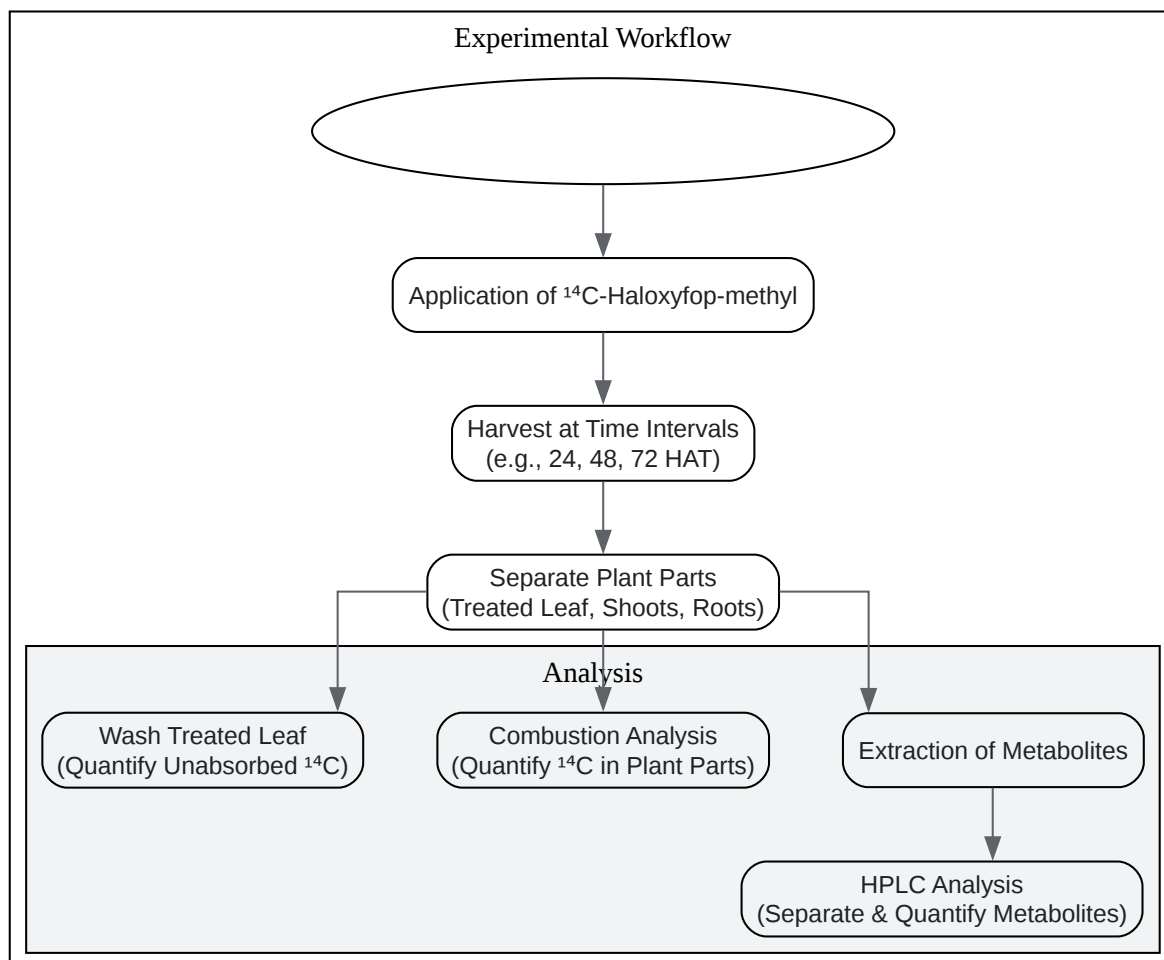 Experimental Workflow
Application of ¹⁴C-Haloxyfop-methyl
Harvest at Time Intervals
(e.g., 24, 48, 72 HAT)
Separate Plant Parts
(Treated Leaf, Shoots, Roots)
Analysis
Wash Treated Leaf
(Quantify Unabsorbed ¹⁴C)
Combustion Analysis
(Quantify ¹⁴C in Plant Parts)
Extraction of Metabolites
HPLC Analysis
(Separate & Quantify Metabolites)